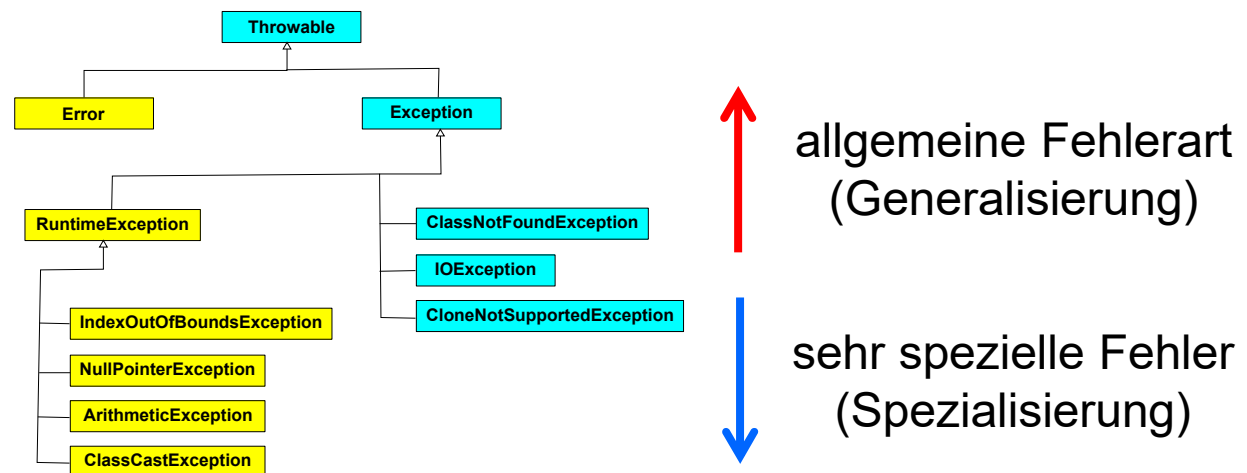 Throwable
Error
Exception
RuntimeException
ClassNotFoundException
IOException
CloneNotSupportedException
IndexOutOfBoundsException
NullPointerException
ArithmeticException
ClassCastException
allgemeine Fehlerart
(Generalisierung)
sehr spezielle Fehler
(Spezialisierung)